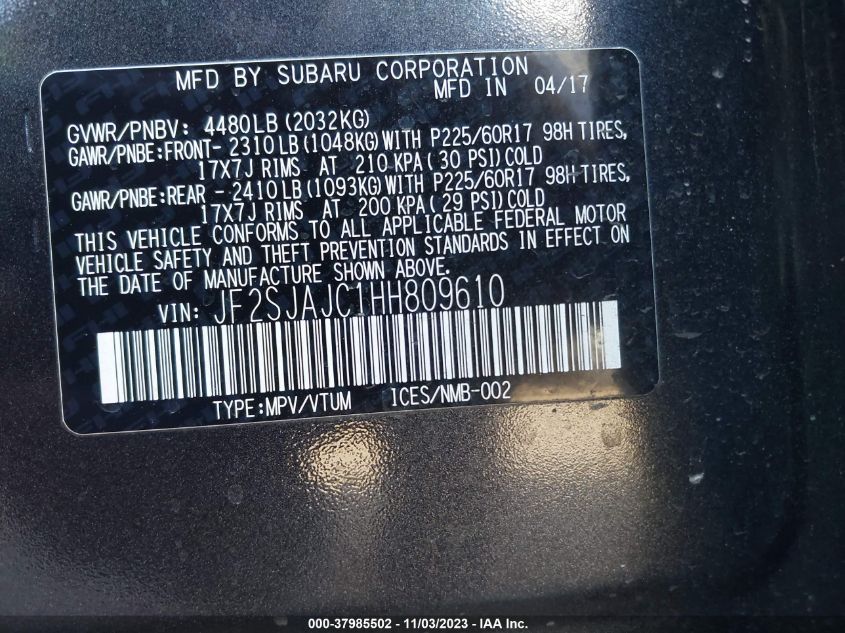 MFD BY SUBARU CORPORATION
MFD IN 04/17
GVWR/PNBV: 4480LB (2032KG)
GAWR/PNBE:FRONT- 2310LB (1048KG)WITH P225/60R17 98H TIRES,
17X7J RIMS AT 210 KPA(30 PSI)COLD
GAWR/PNBE:REAR - 2410LB (1093KG)WITH P225/60R17 98H TIRES,
17X7J RIMS AT 200 KPA(29 PSI)COLD
THIS VEHICLE CONFORMS TO ALL APPLICABLE FEDERAL MOTOR
VEHICLE SAFETY AND THEFT PREVENTION STANDARDS IN EFFECT ON
THE DATE OF MANUFACTURE SHOWN ABOVE.
VIN: JF2SJAJC1HH809610
TYPE:MPV/VTUM ICES/NMB-002
000-37985502 - 11/03/2023 - IAA Inc.